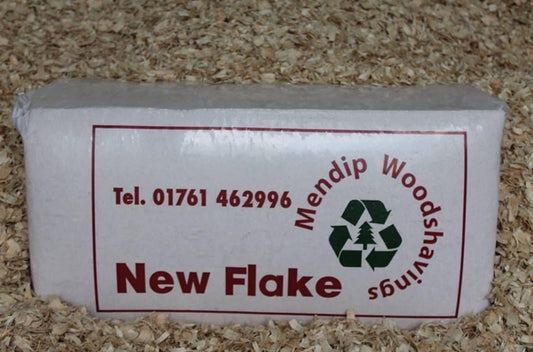 Tel. 01761 462996
Mendip Woodshavings
New Flake